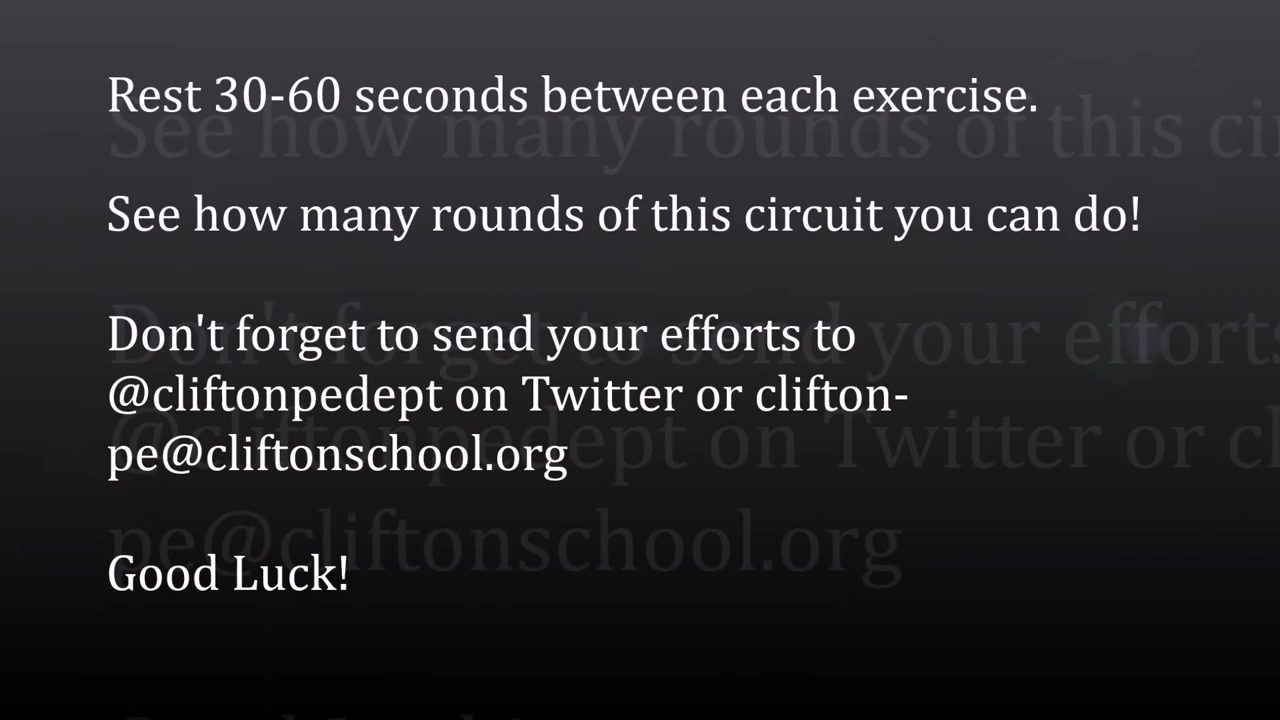 Rest 30-60 seconds between each exercise.
See how many rounds of this circuit you can do!
Don't forget to send your efforts to
@cliftonpedept on Twitter or clifton-
pe@cliftonschool.org
Good Luck!